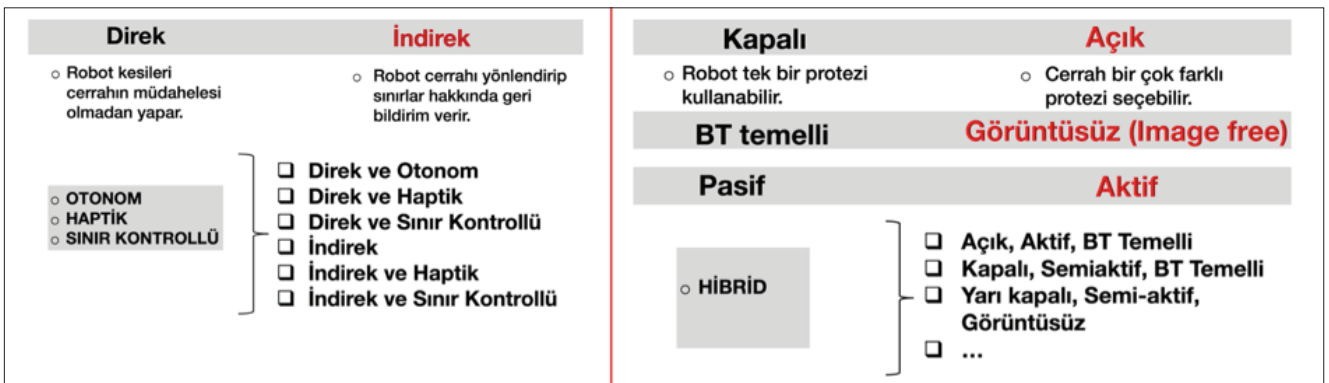 Direk
İndirek
○ Robot kesileri
cerrahın müdahelesi
olmadan yapar.
○ Robot cerrahı yönlendirip
sınırlar hakkında geri
bildirim verir.
○ OTONOM
○ HAPTİK
○ SINIR KONTROLLÜ
❑ Direk ve Otonom
❑ Direk ve Haptik
❑ Direk ve Sınır Kontrollü
❑ İndirek
❑ İndirek ve Haptik
❑ İndirek ve Sınır Kontrollü
Kapalı
Açık
○ Robot tek bir protezi
kullanabilir.
○ Cerrah bir çok farklı
protezi seçebilir.
BT temelli
Görüntüsüz (Image free)
Pasif
Aktif
○ HİBRİD
❑ Açık, Aktif, BT Temelli
❑ Kapalı, Semiaktif, BT Temelli
❑ Yarı kapalı, Semi-aktif,
Görüntüsüz
❑ ...